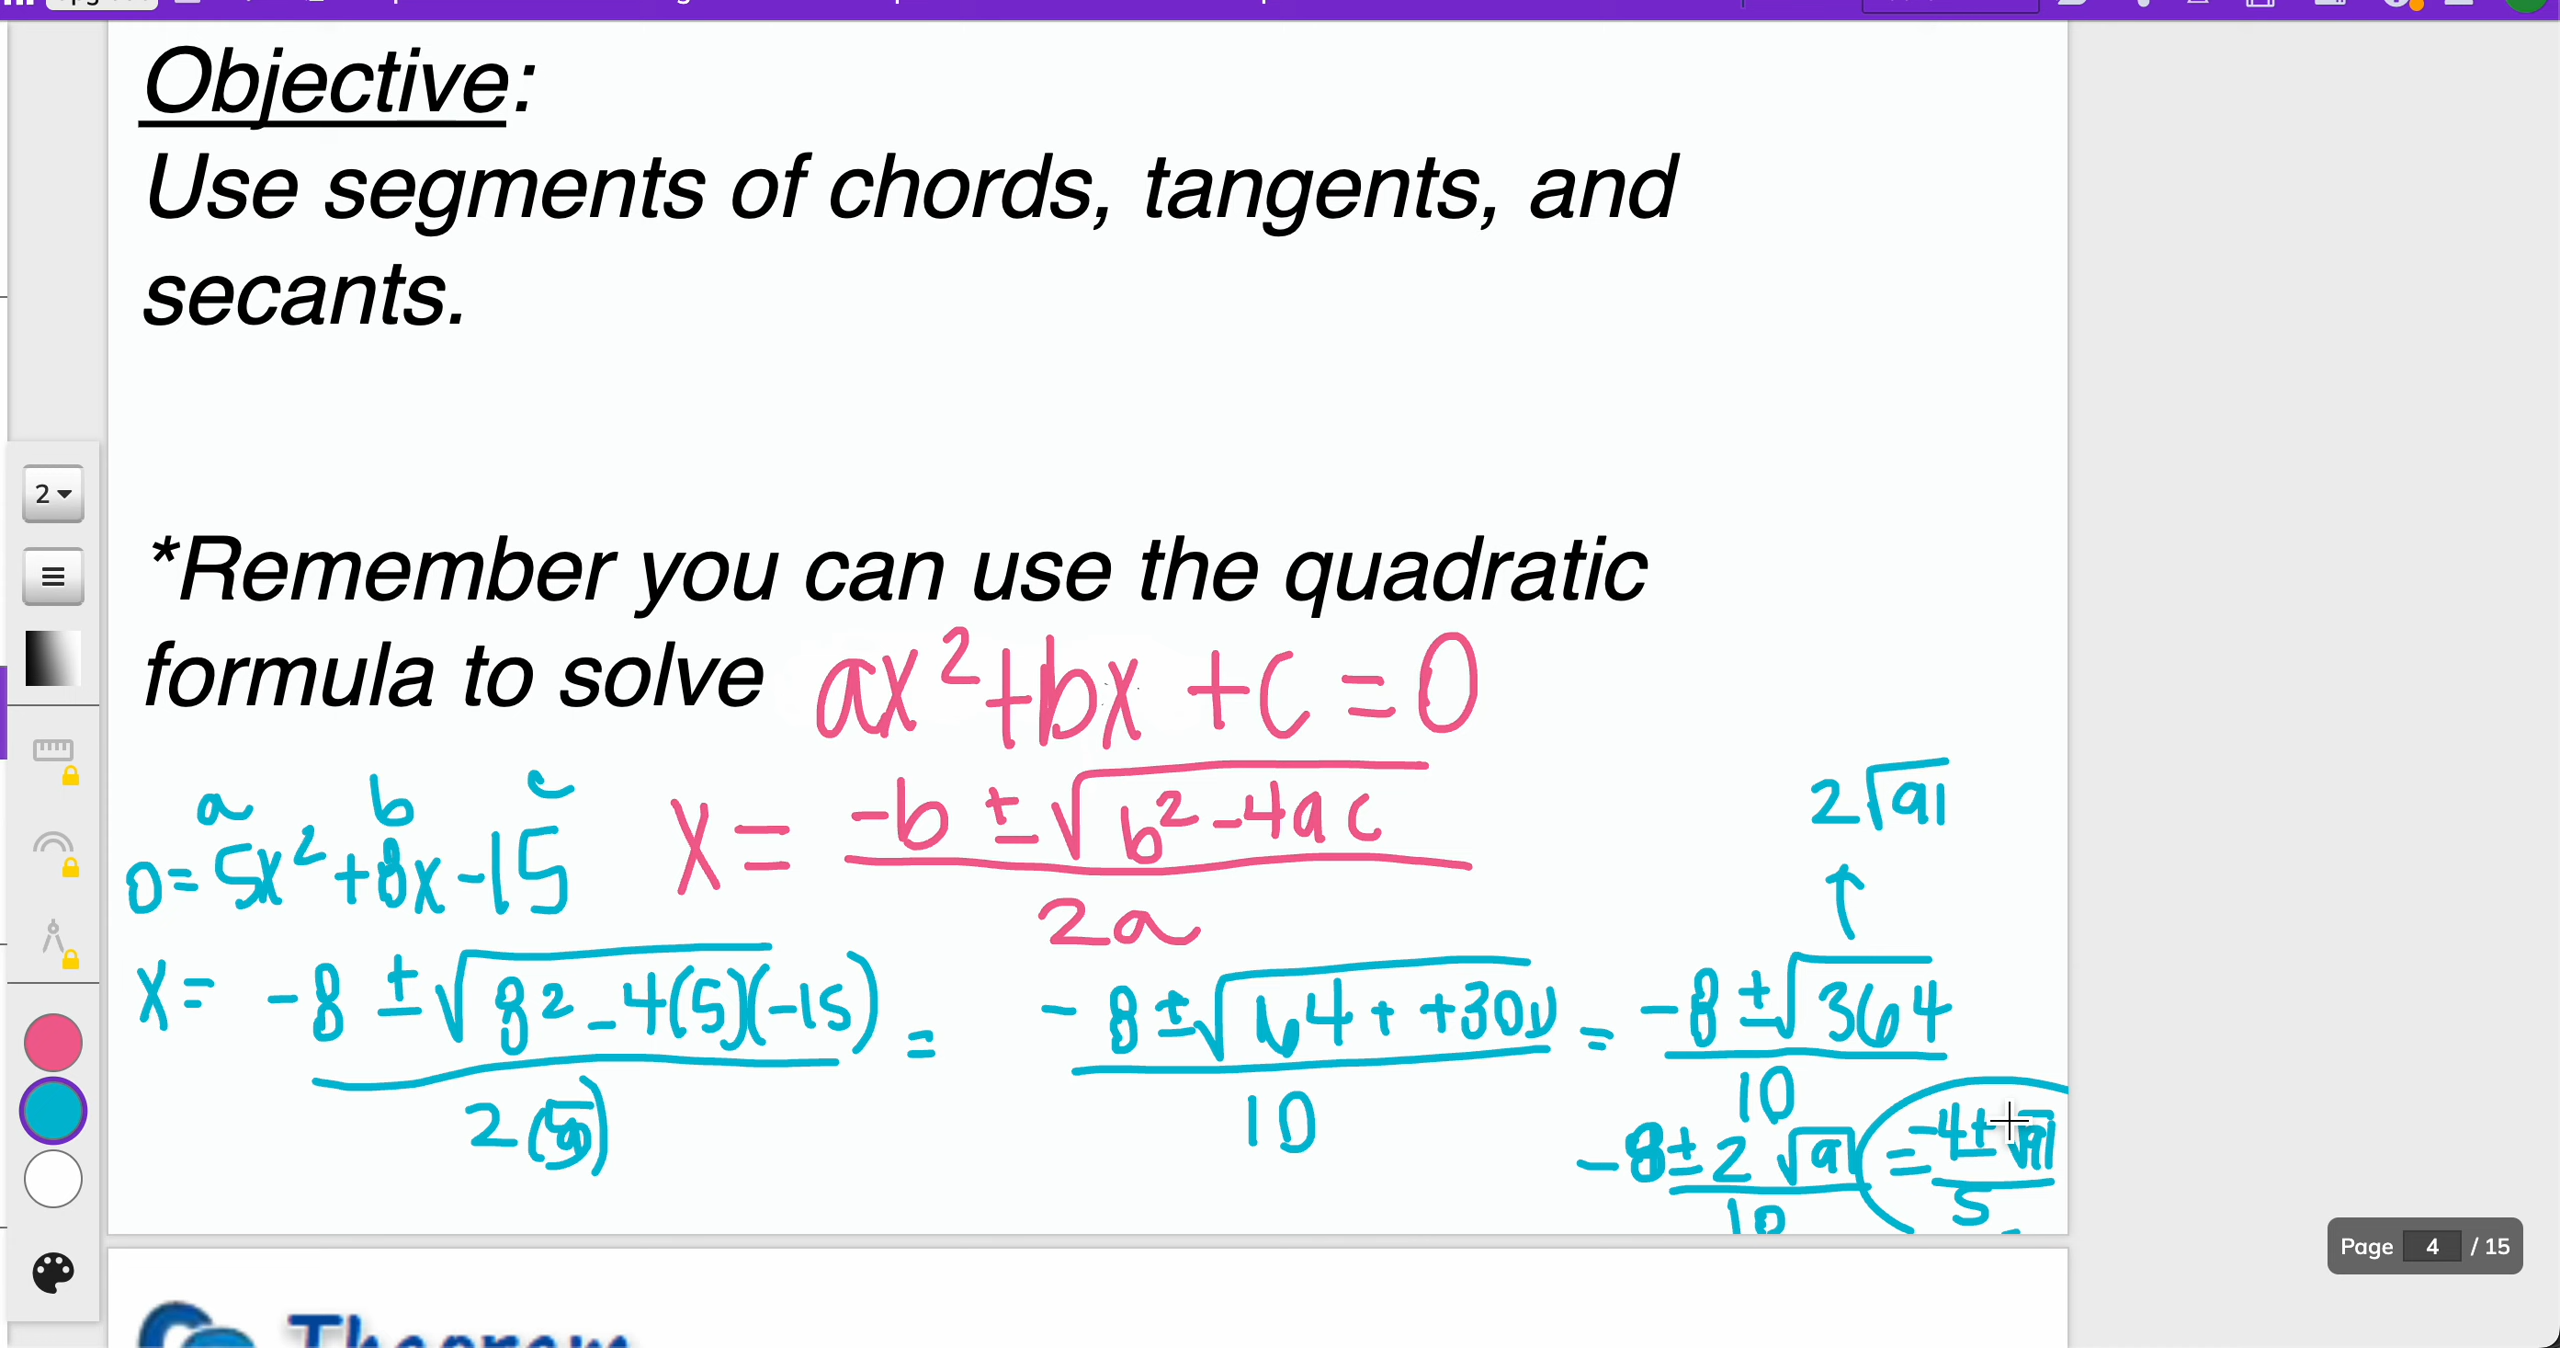 Objective:
Use segments of chords, tangents, and
secants.
*Remember you can use the quadratic
formula to solve ax²+bx +c=0
a b c
0=5x²+8x-15
x = (-b ± √(b²-4ac)) / 2a
2√91
↑
x= (-8 ± √(8²-4(5)(-15))) / 2(5) = (-8±√(64++300)) / 10 = (-8±√364) / 10
(-8±2√91) / 10 = (-4±√91) / 5
2
Page 4 / 15
Theorem